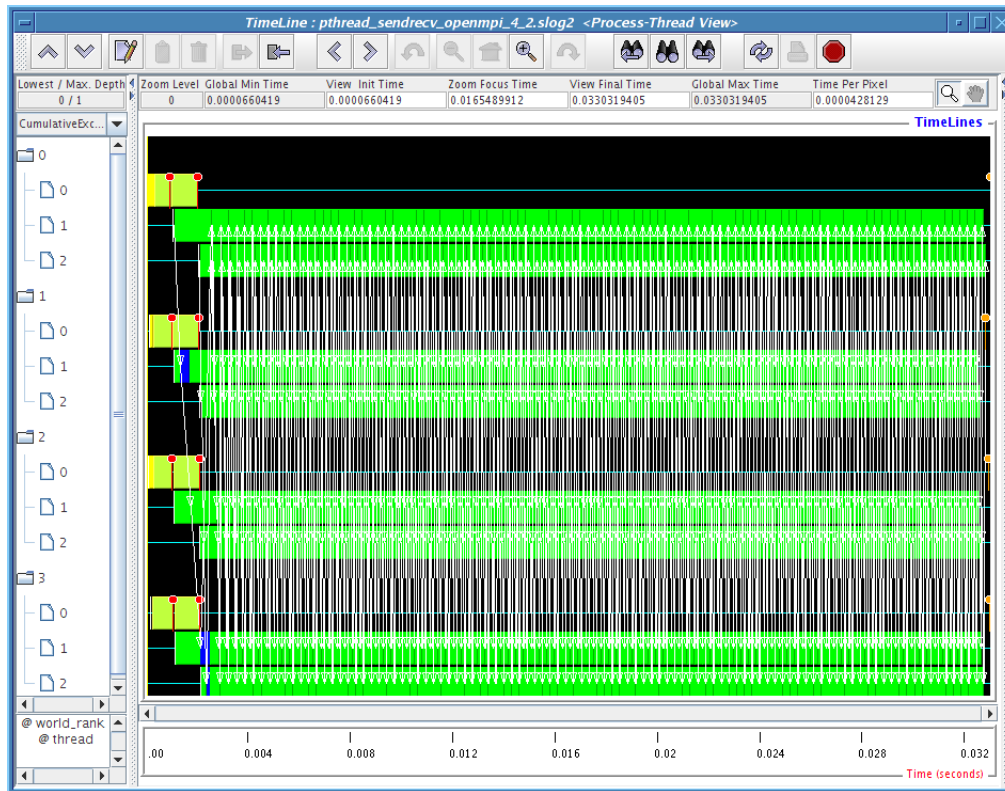 TimeLine : pthread_sendrecv_openmpi_4_2.slog2 <Process-Thread View>
Lowest / Max. Depth
0 / 1
Zoom Level Global Min Time View Init Time Zoom Focus Time View Final Time Global Max Time Time Per Pixel
0 0.0000660419 0.0000660419 0.0165489912 0.0330319405 0.0330319405 0.0000428129
CumulativeExc...
TimeLines
0
0
1
2
1
0
1
2
2
0
1
2
3
0
1
2
@ world_rank
@ thread
.00 0.004 0.008 0.012 0.016 0.02 0.024 0.028 0.032
Time (seconds)